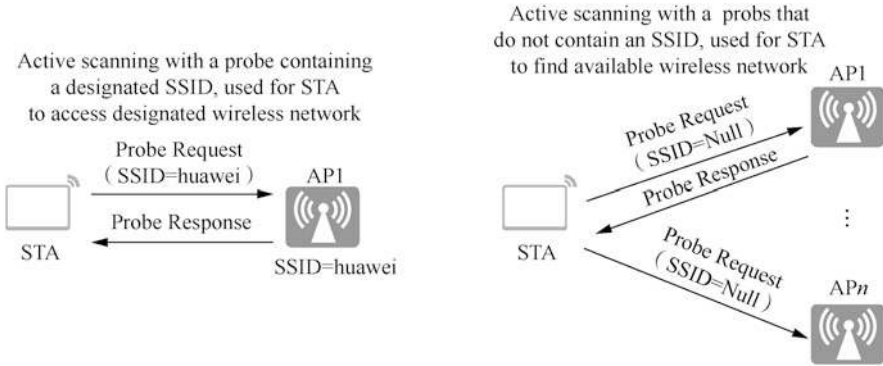 Active scanning with a probe containing
a designated SSID, used for STA
to access designated wireless network
Probe Request
( SSID=huawei )
AP1
Probe Response
STA
SSID=huawei
Active scanning with a probs that
do not contain an SSID, used for STA
to find available wireless network
AP1
Probe Request
( SSID=Null )
Probe Response
STA
⋮
Probe Request
( SSID=Null )
APn